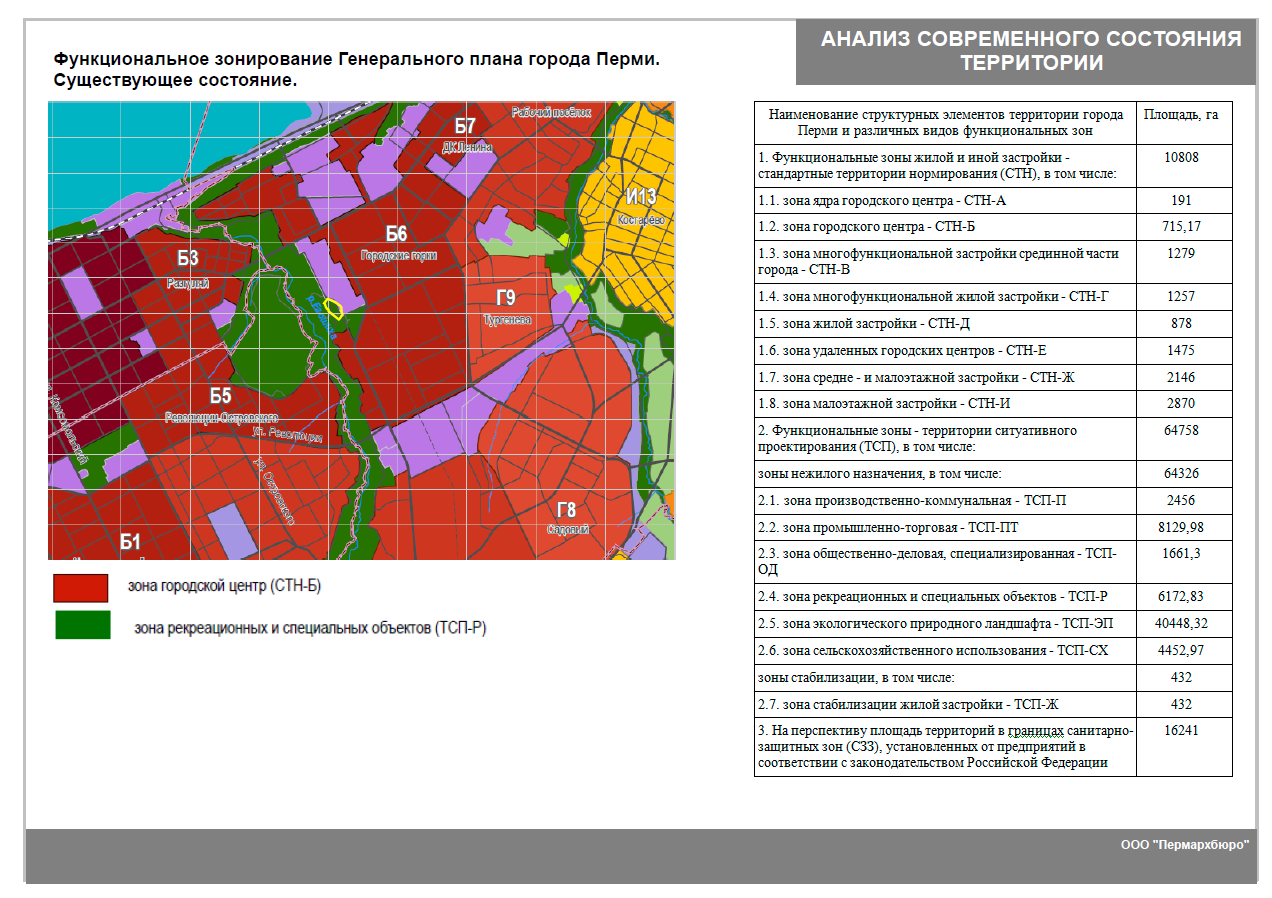 АНАЛИЗ СОВРЕМЕННОГО СОСТОЯНИЯ
ТЕРРИТОРИИ
Функциональное зонирование Генерального плана города Перми.
Существующее состояние.
Рабочий посёлок
Б7
ДК Ленина
И13
Костарево
Б6
Городские горки
Б3
Разгуляй
Г9
Тургенева
Б5
Революции-Островского
ул. Революции
ул. Островского
Г8
Садовый
Б1
зона городской центр (СТН-Б)
зона рекреационных и специальных объектов (ТСП-Р)
Наименование структурных элементов территории города
Перми и различных видов функциональных зон
Площадь, га
1. Функциональные зоны жилой и иной застройки -
стандартные территории нормирования (СТН), в том числе:
10808
1.1. зона ядра городского центра - СТН-А
191
1.2. зона городского центра - СТН-Б
715,17
1.3. зона многофункциональной застройки срединной части
города - СТН-В
1279
1.4. зона многофункциональной жилой застройки - СТН-Г
1257
1.5. зона жилой застройки - СТН-Д
878
1.6. зона удаленных городских центров - СТН-Е
1475
1.7. зона средне - и малоэтажной застройки - СТН-Ж
2146
1.8. зона малоэтажной застройки - СТН-И
2870
2. Функциональные зоны - территории ситуативного
проектирования (ТСП), в том числе:
64758
зоны нежилого назначения, в том числе:
64326
2.1. зона производственно-коммунальная - ТСП-П
2456
2.2. зона промышленно-торговая - ТСП-ПТ
8129,98
2.3. зона общественно-деловая, специализированная - ТСП-
ОД
1661,3
2.4. зона рекреационных и специальных объектов - ТСП-Р
6172,83
2.5. зона экологического природного ландшафта - ТСП-ЭП
40448,32
2.6. зона сельскохозяйственного использования - ТСП-СХ
4452,97
зоны стабилизации, в том числе:
432
2.7. зона стабилизации жилой застройки - ТСП-Ж
432
3. На перспективу площадь территорий в границах санитарно-
защитных зон (СЗЗ), установленных от предприятий в
соответствии с законодательством Российской Федерации
16241
ООО "Пермархбюро"